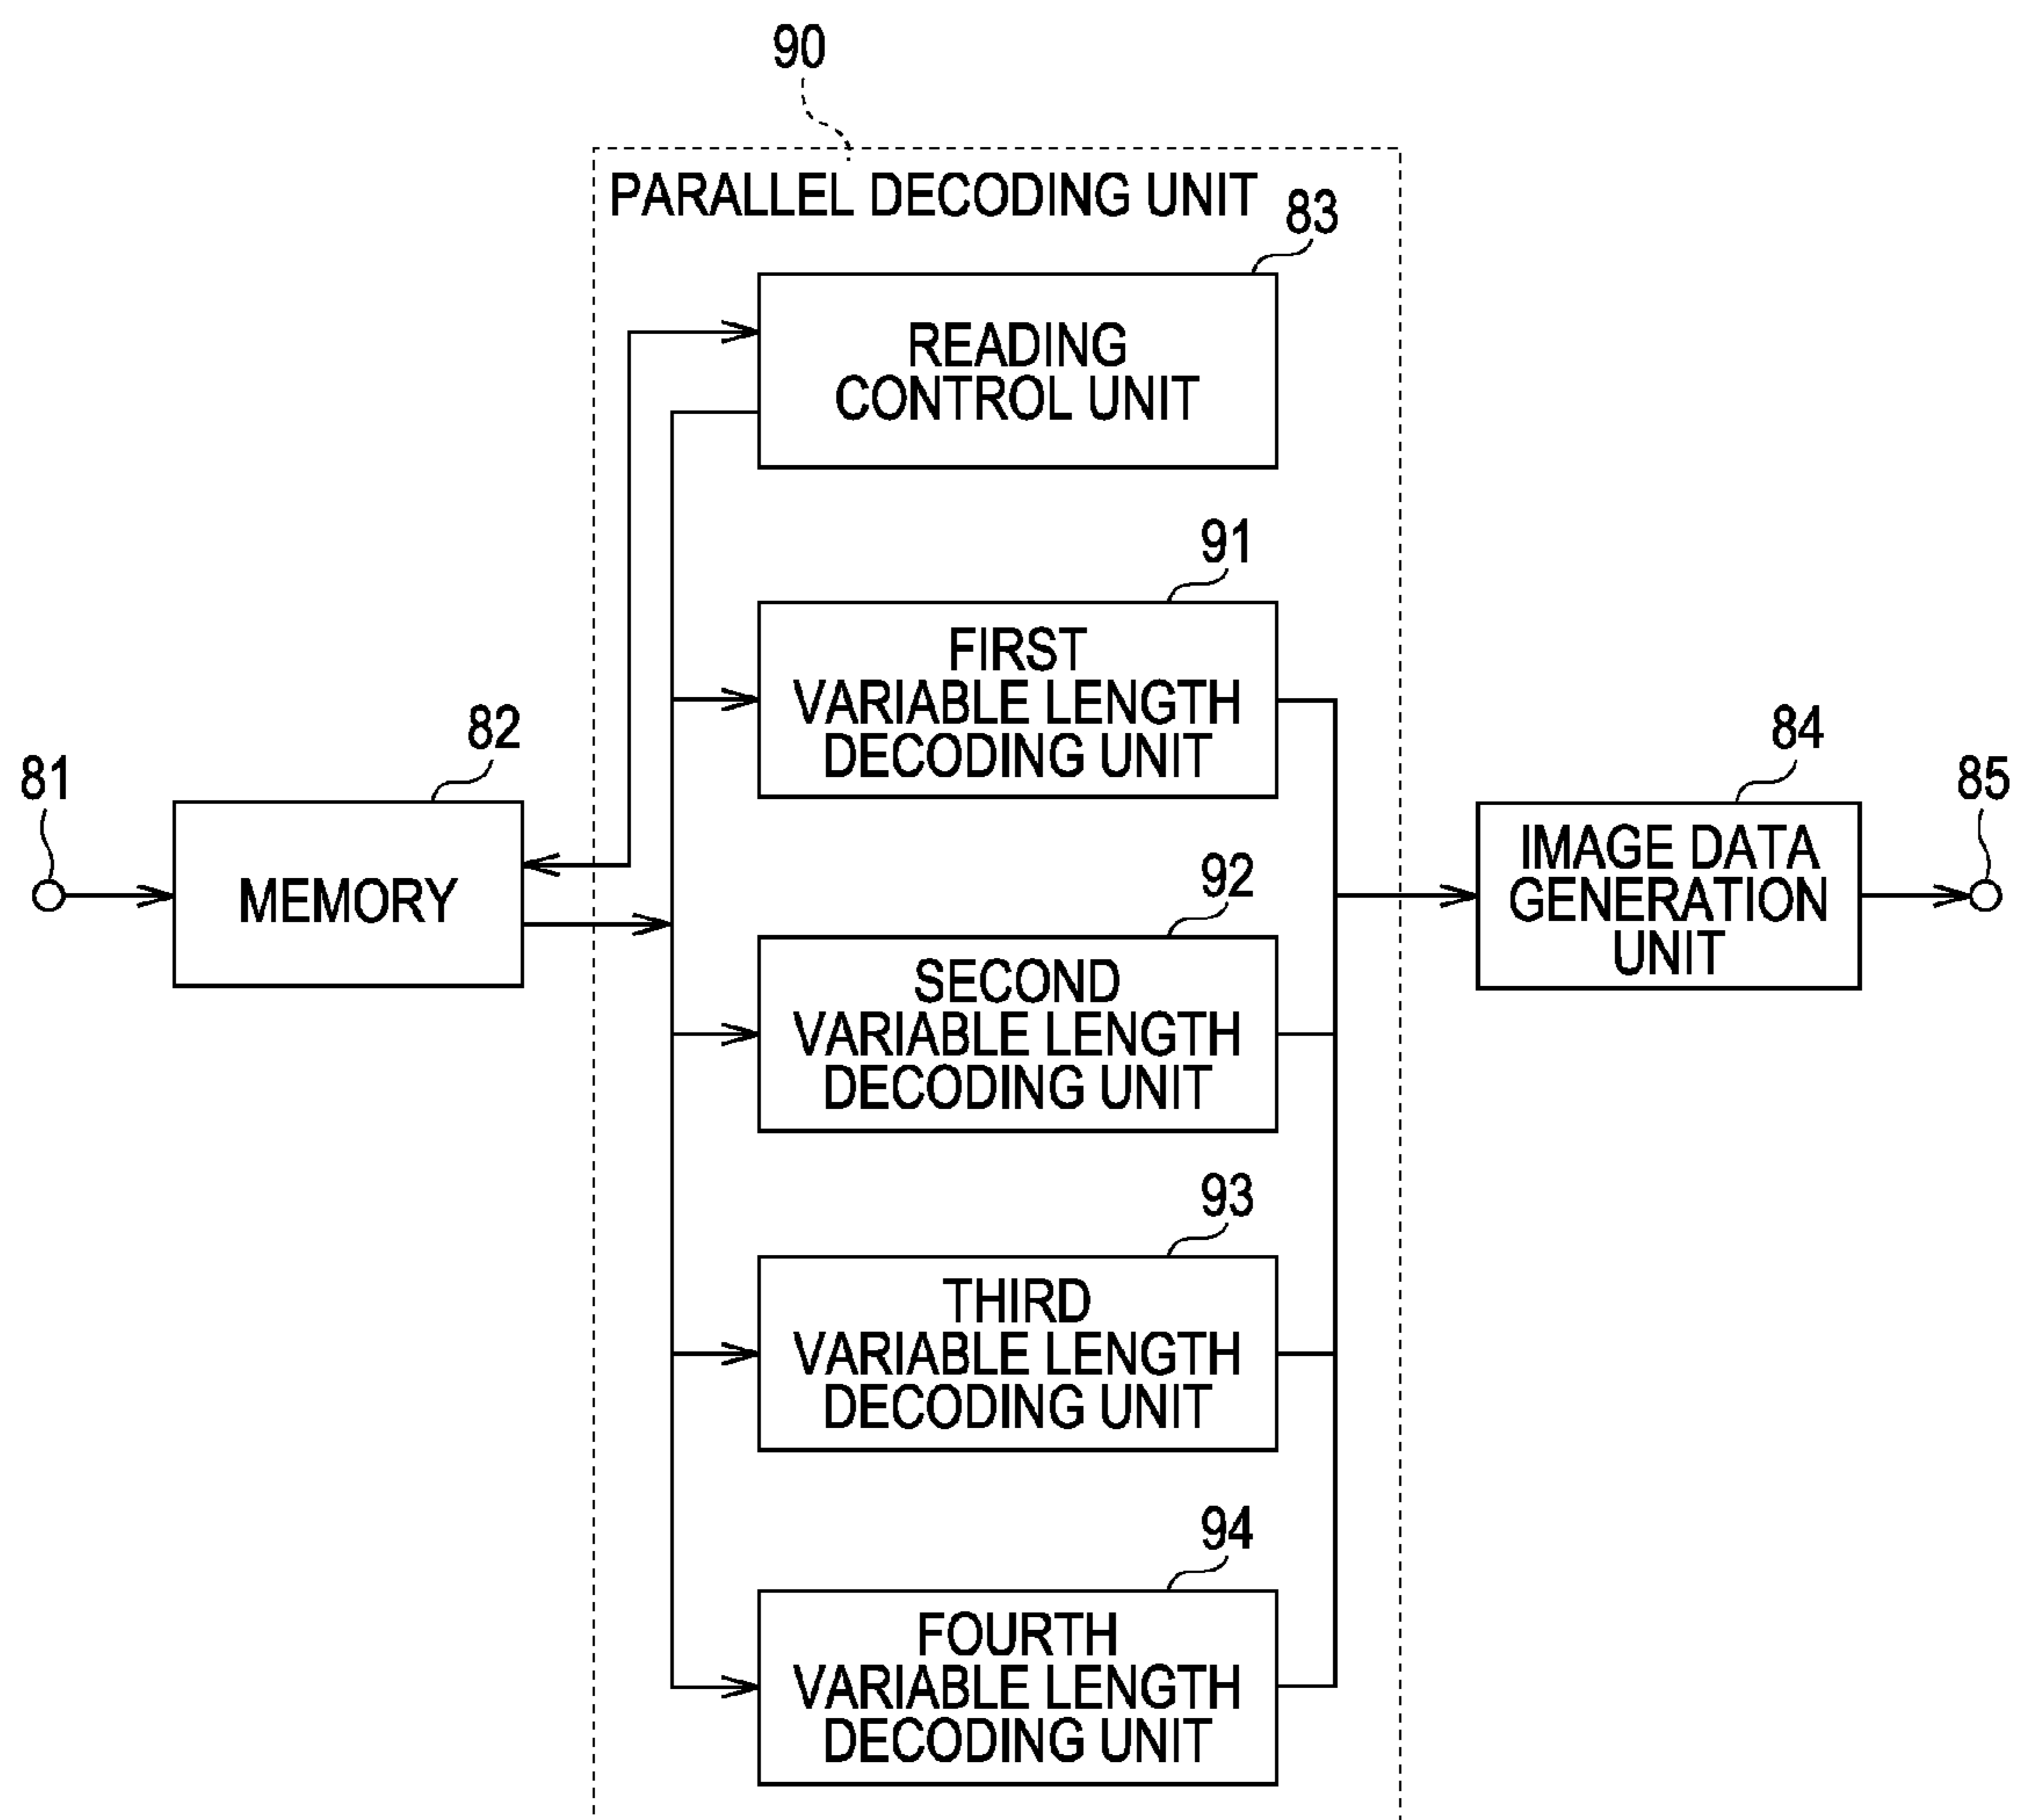 90
PARALLEL DECODING UNIT
83
READING
CONTROL UNIT
91
FIRST
VARIABLE LENGTH
DECODING UNIT
81
82
MEMORY
92
SECOND
VARIABLE LENGTH
DECODING UNIT
84
IMAGE DATA
GENERATION
UNIT
85
93
THIRD
VARIABLE LENGTH
DECODING UNIT
94
FOURTH
VARIABLE LENGTH
DECODING UNIT